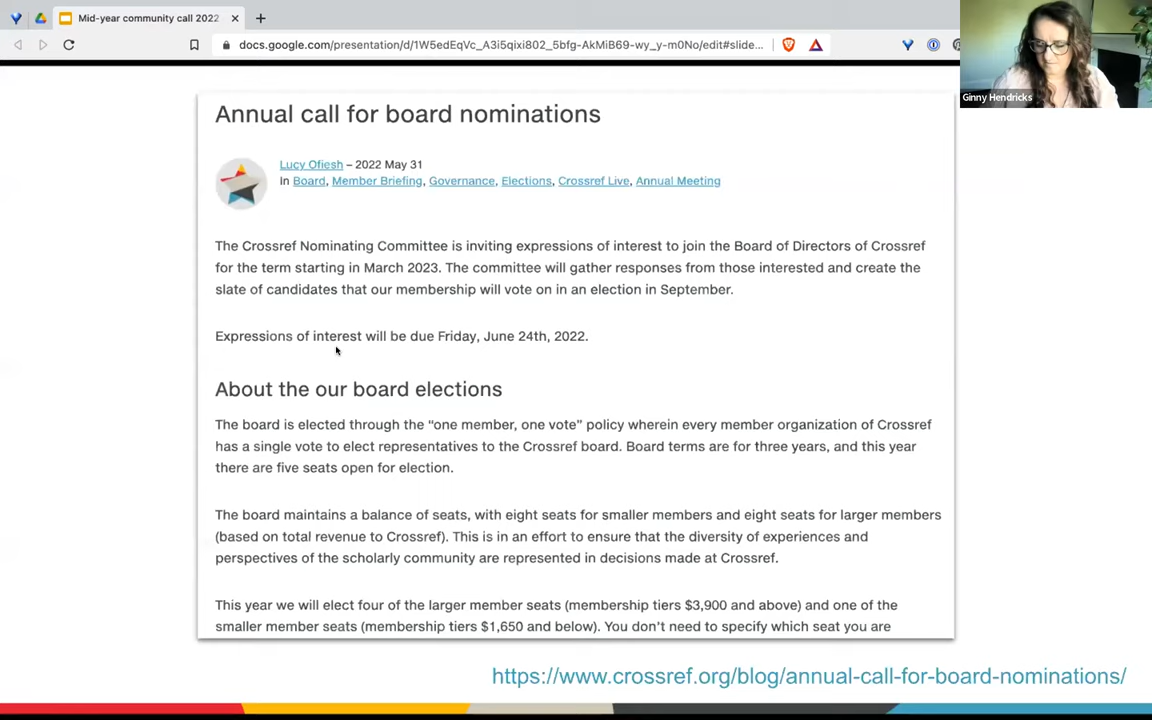 Mid-year community call 2022
docs.google.com/presentation/d/1W5edEqVc_A3i5qixi802_5bfg-AkMiB69-wy_y-m0No/edit#slide...
Ginny Hendricks
Annual call for board nominations
Lucy Ofiesh – 2022 May 31
In Board, Member Briefing, Governance, Elections, Crossref Live, Annual Meeting
The Crossref Nominating Committee is inviting expressions of interest to join the Board of Directors of Crossref
for the term starting in March 2023. The committee will gather responses from those interested and create the
slate of candidates that our membership will vote on in an election in September.
Expressions of interest will be due Friday, June 24th, 2022.
About the our board elections
The board is elected through the “one member, one vote” policy wherein every member organization of Crossref
has a single vote to elect representatives to the Crossref board. Board terms are for three years, and this year
there are five seats open for election.
The board maintains a balance of seats, with eight seats for smaller members and eight seats for larger members
(based on total revenue to Crossref). This is in an effort to ensure that the diversity of experiences and
perspectives of the scholarly community are represented in decisions made at Crossref.
This year we will elect four of the larger member seats (membership tiers $3,900 and above) and one of the
smaller member seats (membership tiers $1,650 and below). You don’t need to specify which seat you are
https://www.crossref.org/blog/annual-call-for-board-nominations/